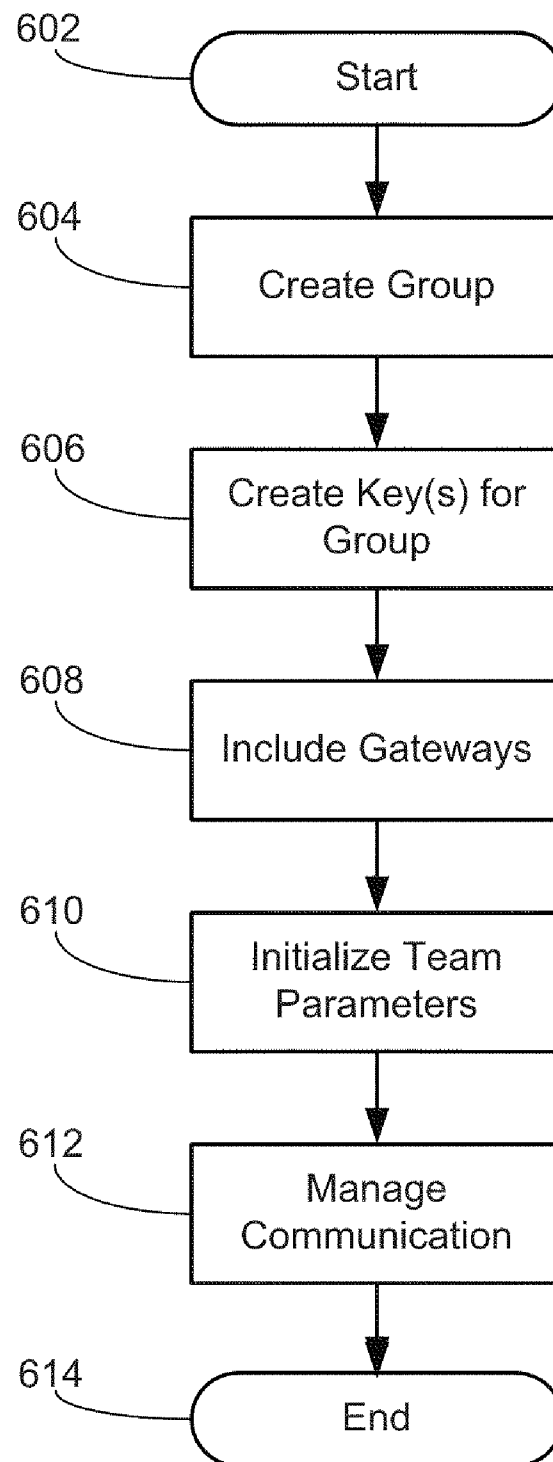 602
Start
604
Create Group
606
Create Key(s) for
Group
608
Include Gateways
610
Initialize Team
Parameters
612
Manage
Communication
614
End